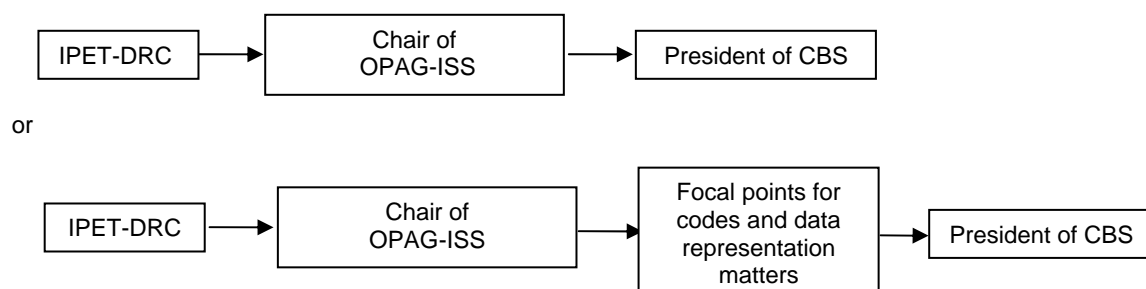 IPET-DRC
Chair of
OPAG-ISS
President of CBS
or
IPET-DRC
Chair of
OPAG-ISS
Focal points for
codes and data
representation
matters
President of CBS